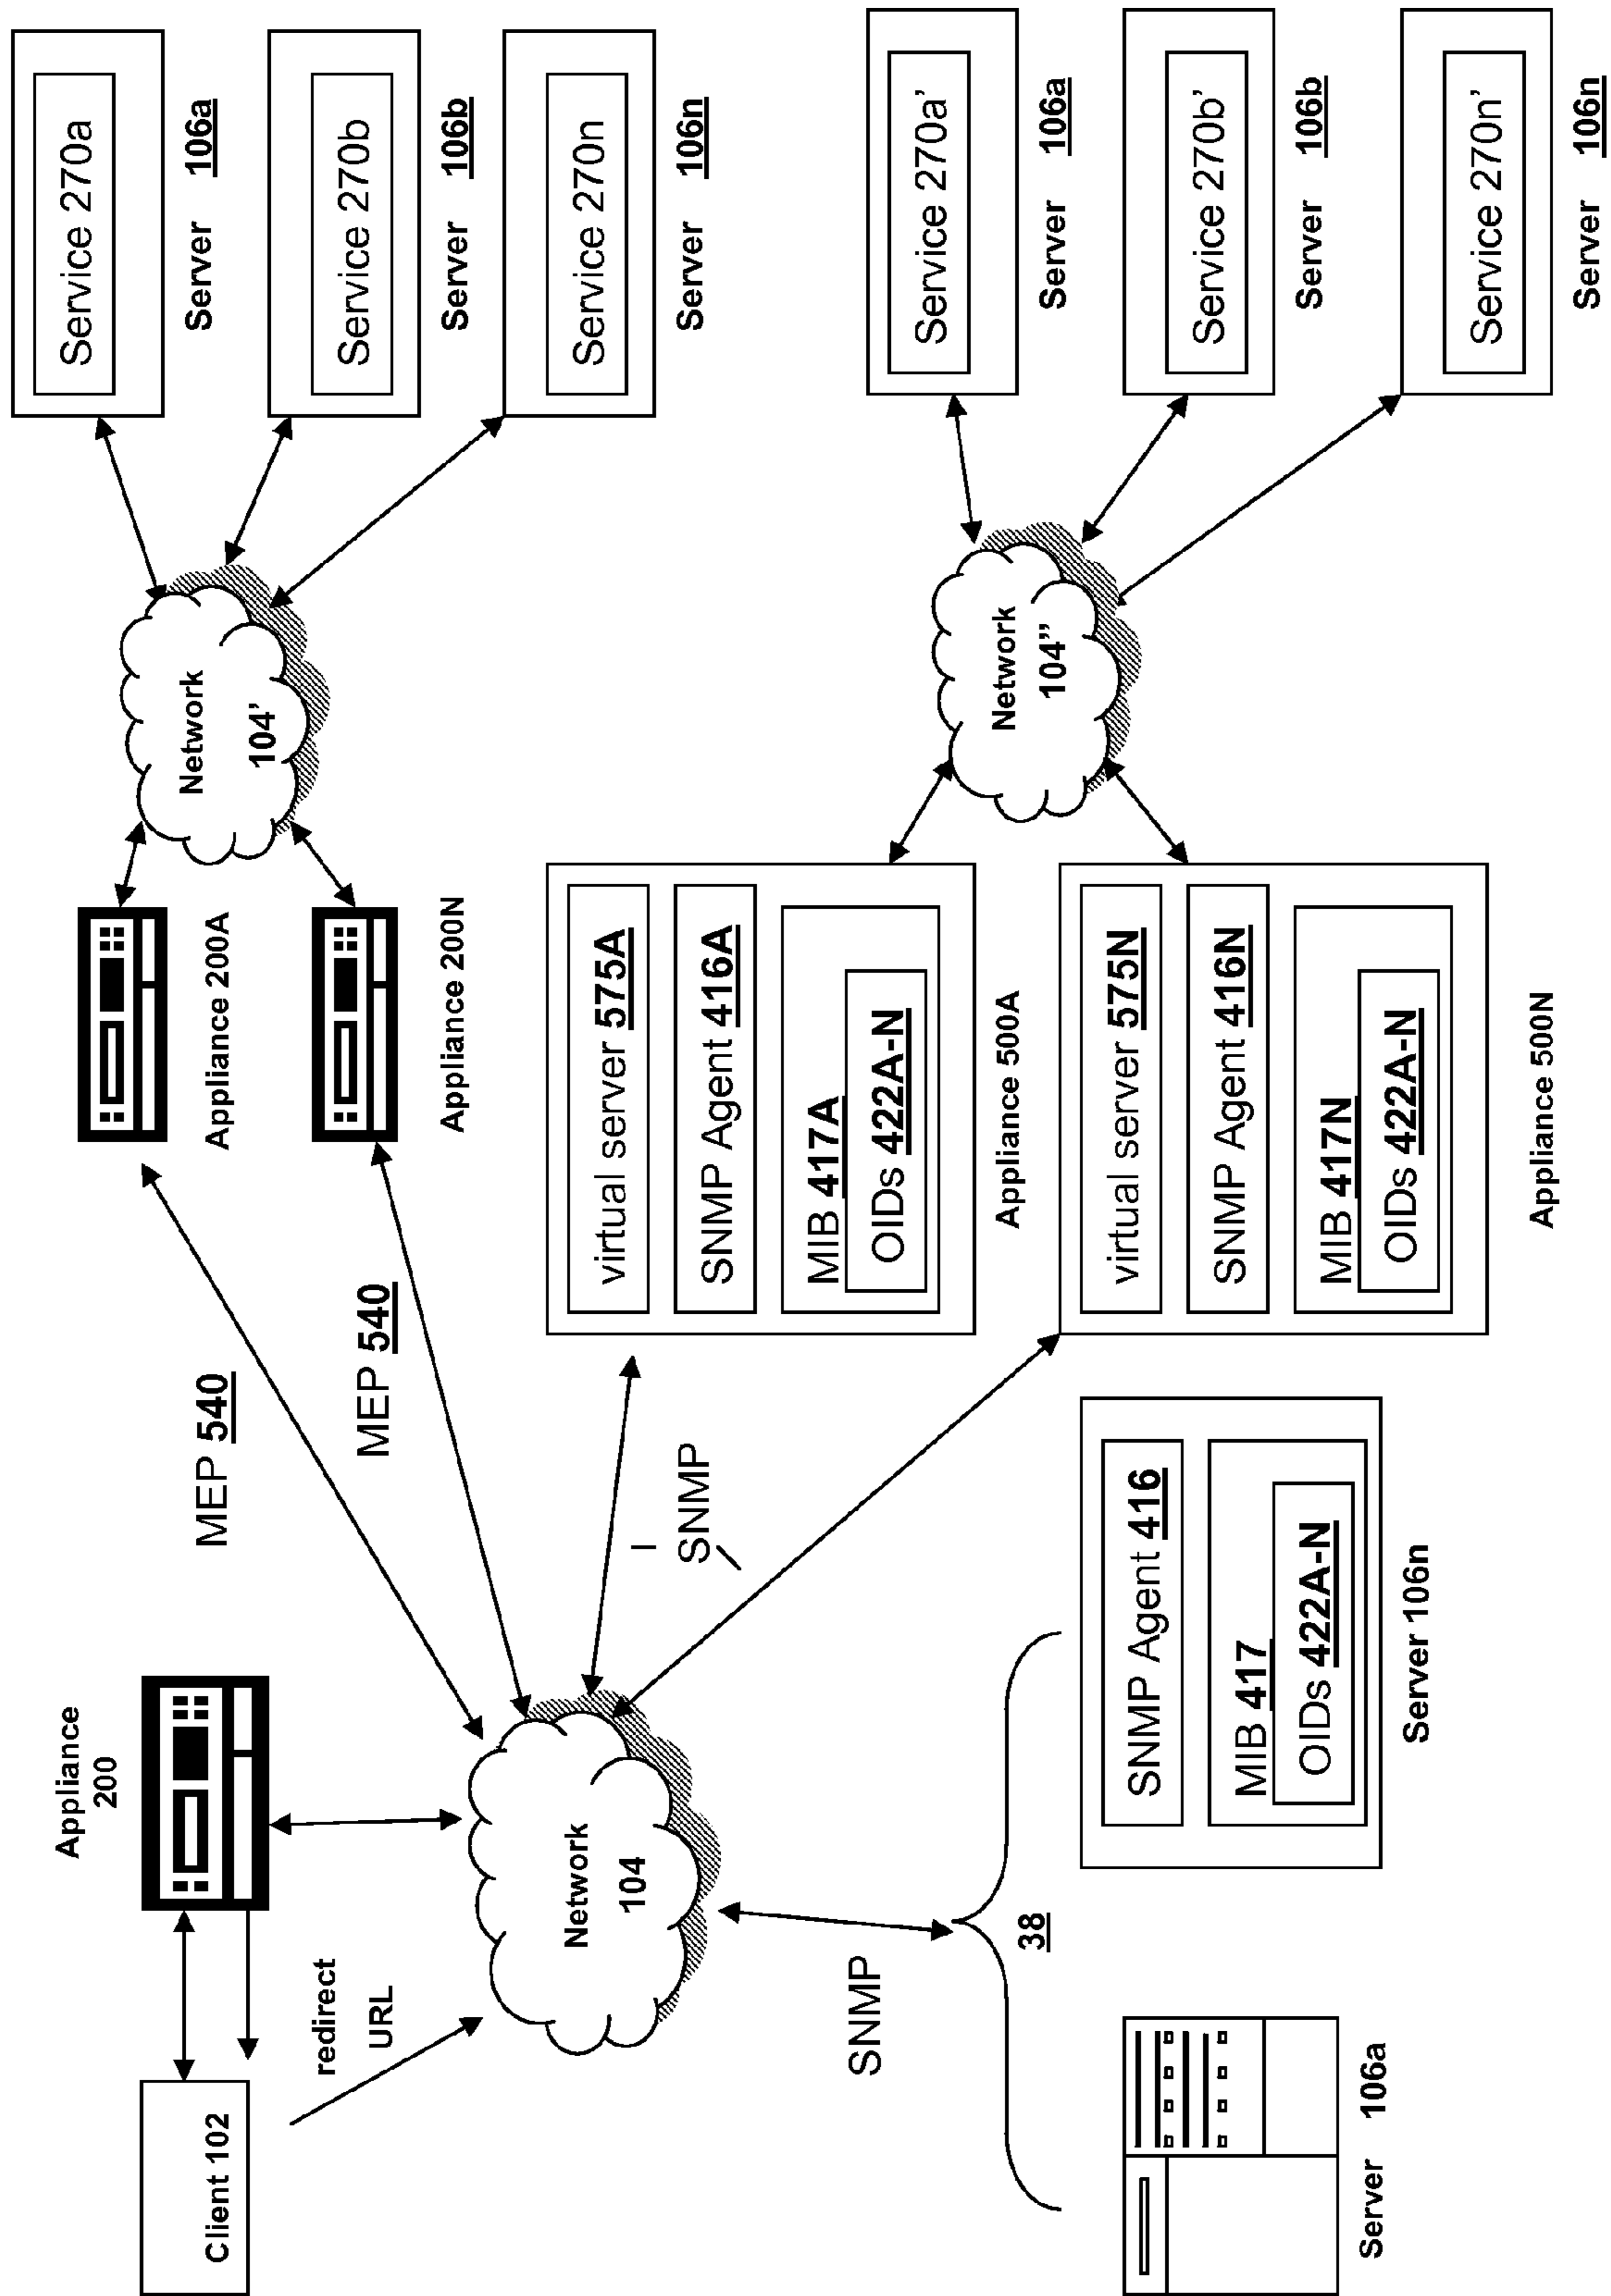 Client 102
redirect
URL
Appliance
200
Network
104
SNMP
38
Server 106a
SNMP Agent 416
MIB 417
OIDs 422A-N
Server 106n
MEP 540
MEP 540
SNMP
Appliance 200A
Appliance 200N
virtual server 575A
SNMP Agent 416A
MIB 417A
OIDs 422A-N
Appliance 500A
virtual server 575N
SNMP Agent 416N
MIB 417N
OIDs 422A-N
Appliance 500N
Network
104'
Network
104”
Service 270a
Server 106a
Service 270b
Server 106b
Service 270n
Server 106n
Service 270a’
Server 106a
Service 270b’
Server 106b
Service 270n’
Server 106n